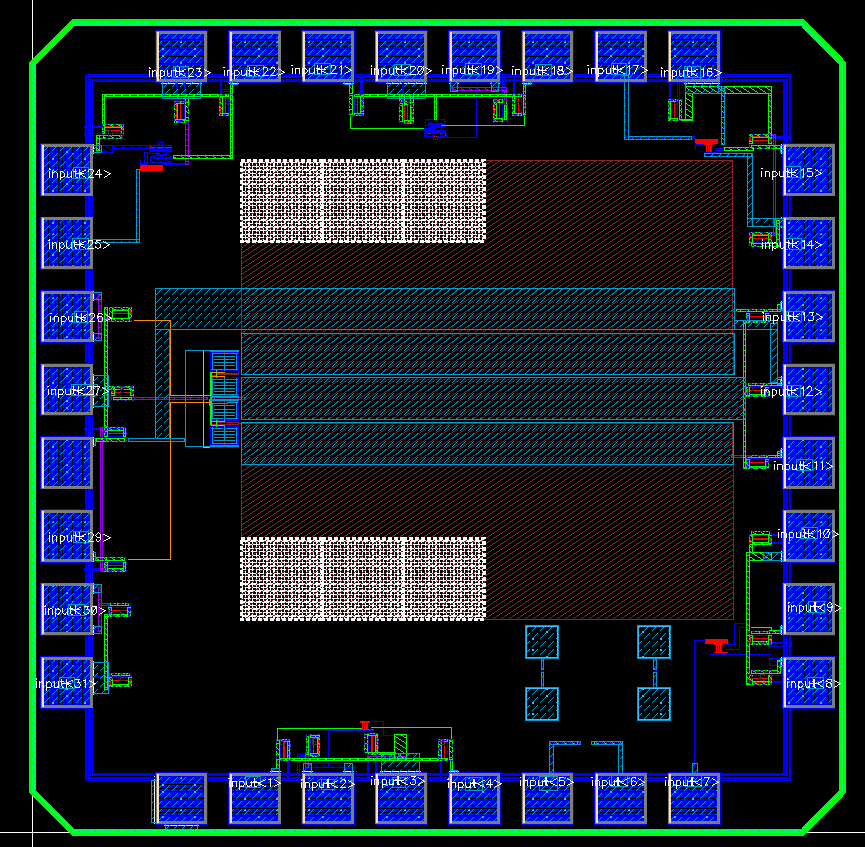 input<23> input<22> input<21> input<20> input<19> input<18> input<17> input<16>
input<24> input<15>
input<25> input<14>
input<26> input<13>
input<27> input<12>
input<11>
input<29> input<10>
input<30> input<9>
input<31> input<8>
input<1> input<2> input<3> input<4> input<5> input<6> input<7>